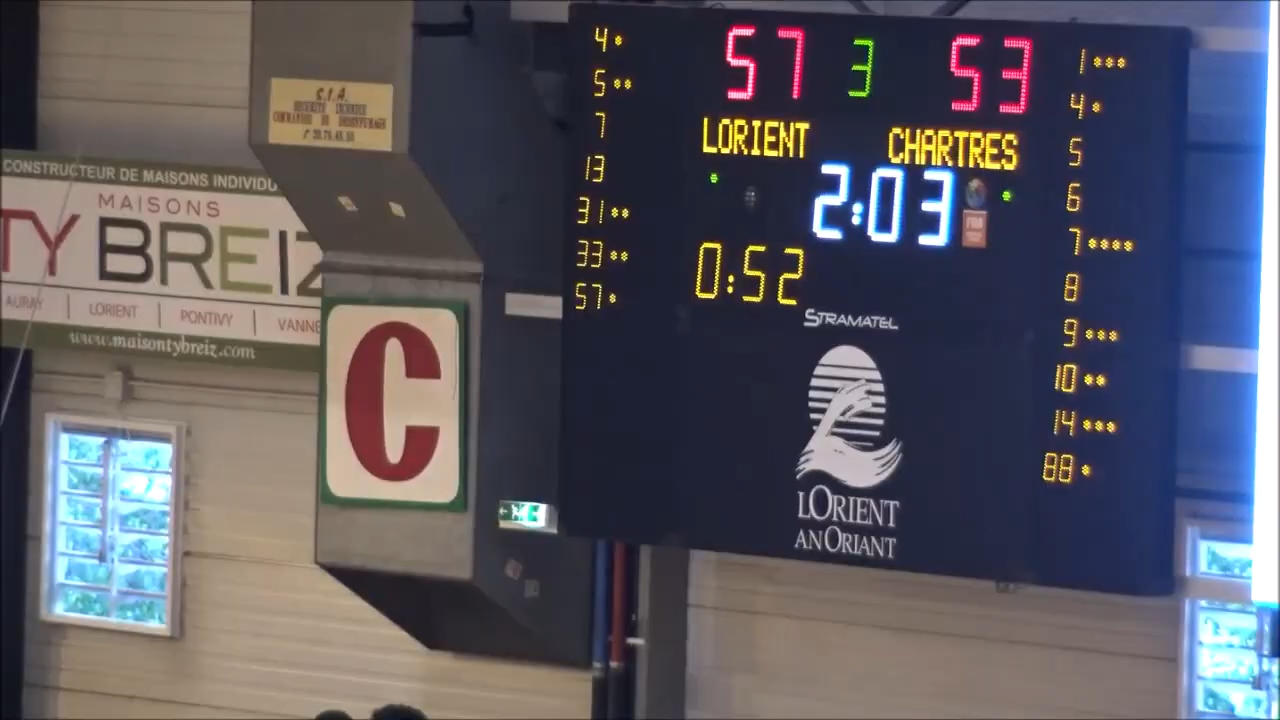 CONSTRUCTEUR DE MAISONS INDIVIDU
MAISONS
TY BREIZ
AURAY | LORIENT | PONTIVY | VANNE
www.maisontybreiz.com
C.T.A.
C
57 3 53
LORIENT CHARTRES
2:03
0:52
4•
5••
7
13
31••
33••
57•
1•••
4•
5
6
7••••
8
9•••
10••
14•••
88•
STRAMATEL
LORIENT
AN ORIANT